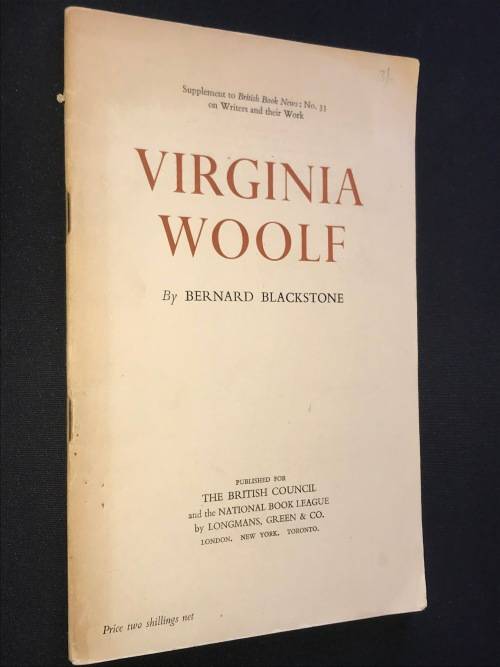 3/-
Supplement to British Book News: No. 33
on Writers and their Work
VIRGINIA
WOOLF
By BERNARD BLACKSTONE
PUBLISHED FOR
THE BRITISH COUNCIL
and the NATIONAL BOOK LEAGUE
by LONGMANS, GREEN & CO.
LONDON. NEW YORK. TORONTO.
Price two shillings net